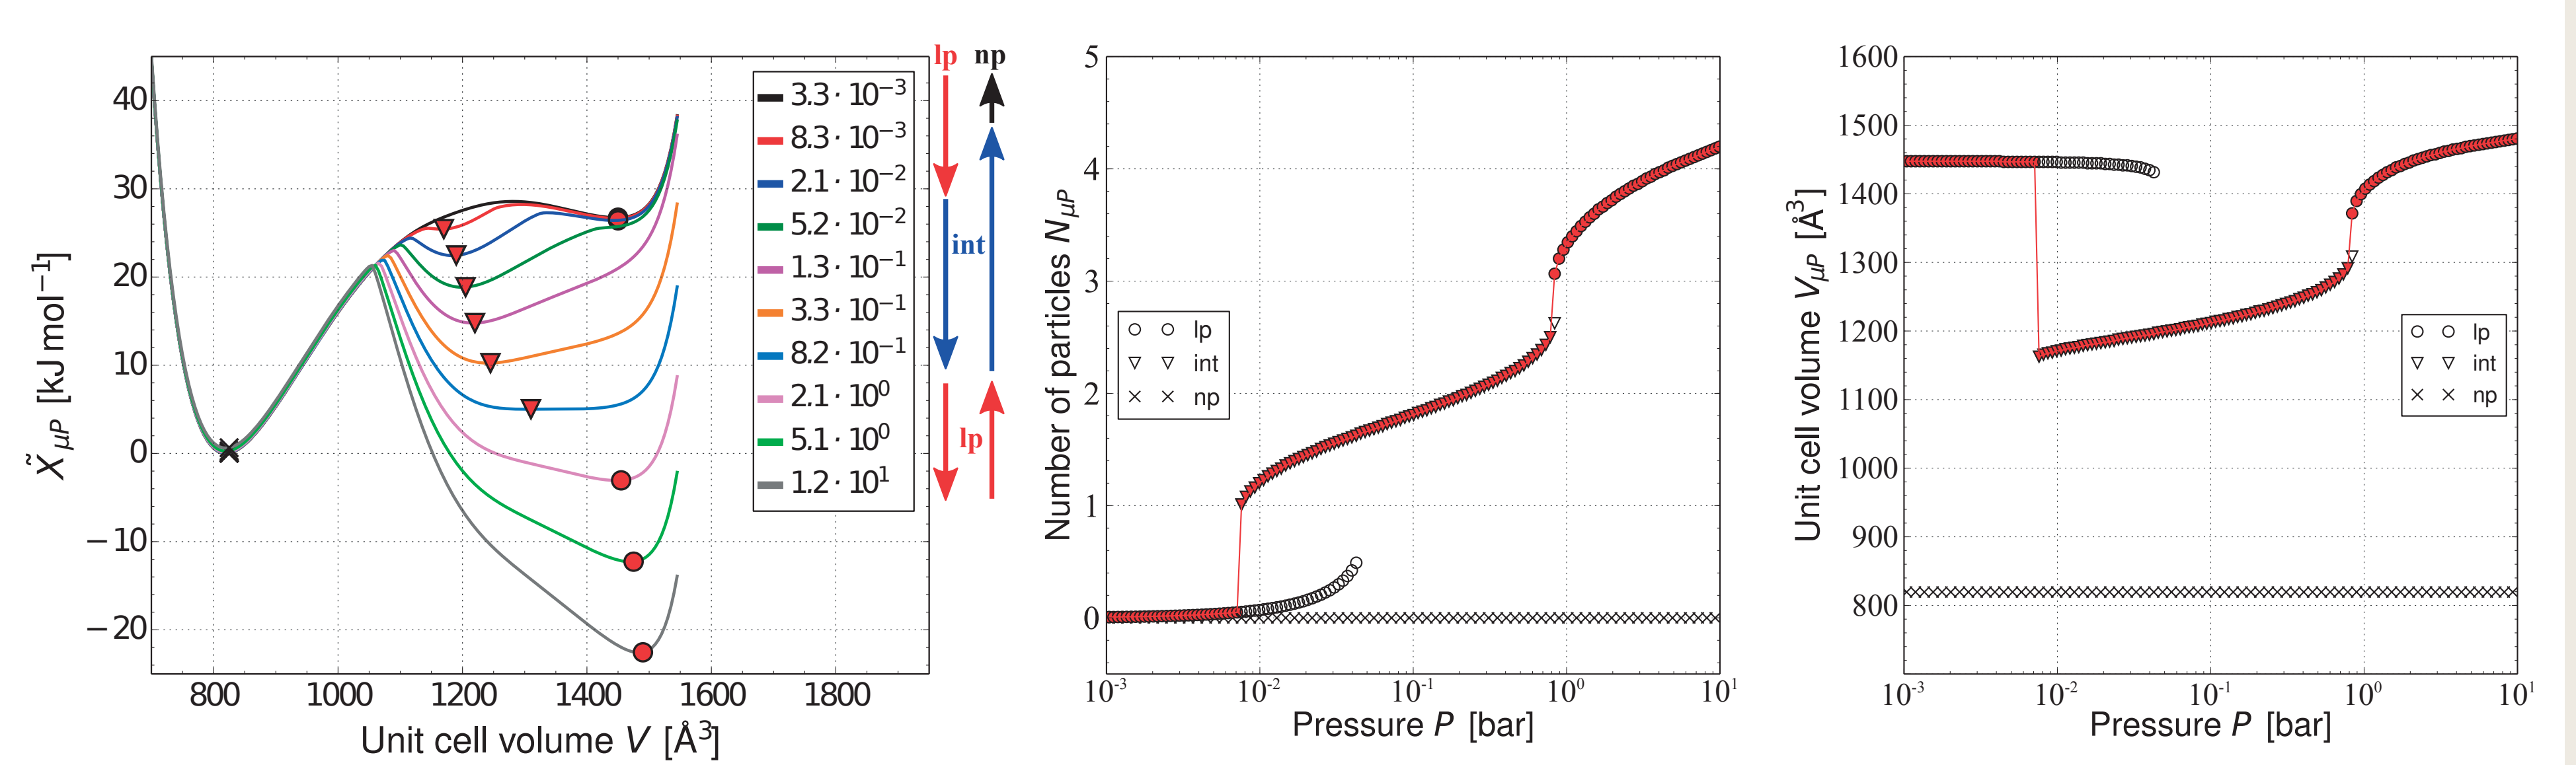 40
30
20
10
0
−10
−20
X̃μP [kJ mol⁻¹]
800 1000 1200 1400 1600 1800
Unit cell volume V [Å³]
3.3· 10⁻³
8.3· 10⁻³
2.1· 10⁻²
5.2· 10⁻²
1.3· 10⁻¹
3.3· 10⁻¹
8.2· 10⁻¹
2.1· 10⁰
5.1· 10⁰
1.2· 10¹
lp np
int
lp
5
4
3
2
1
0
Number of particles NμP
lp
int
np
10⁻³ 10⁻² 10⁻¹ 10⁰ 10¹
Pressure P [bar]
1600
1500
1400
1300
1200
1100
1000
900
800
Unit cell volume VμP [Å³]
lp
int
np
10⁻³ 10⁻² 10⁻¹ 10⁰ 10¹
Pressure P [bar]